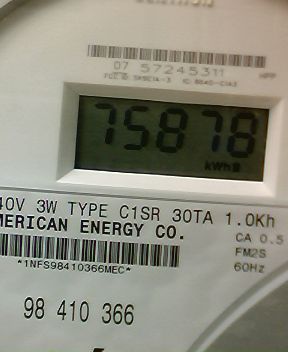 07 57245311
75878
kWh
40V 3W TYPE C1SR 30TA 1.0Kh
MERICAN ENERGY CO.
CA 0.5
FM2S
60Hz
*1NFS98410366MEC*
98 410 366